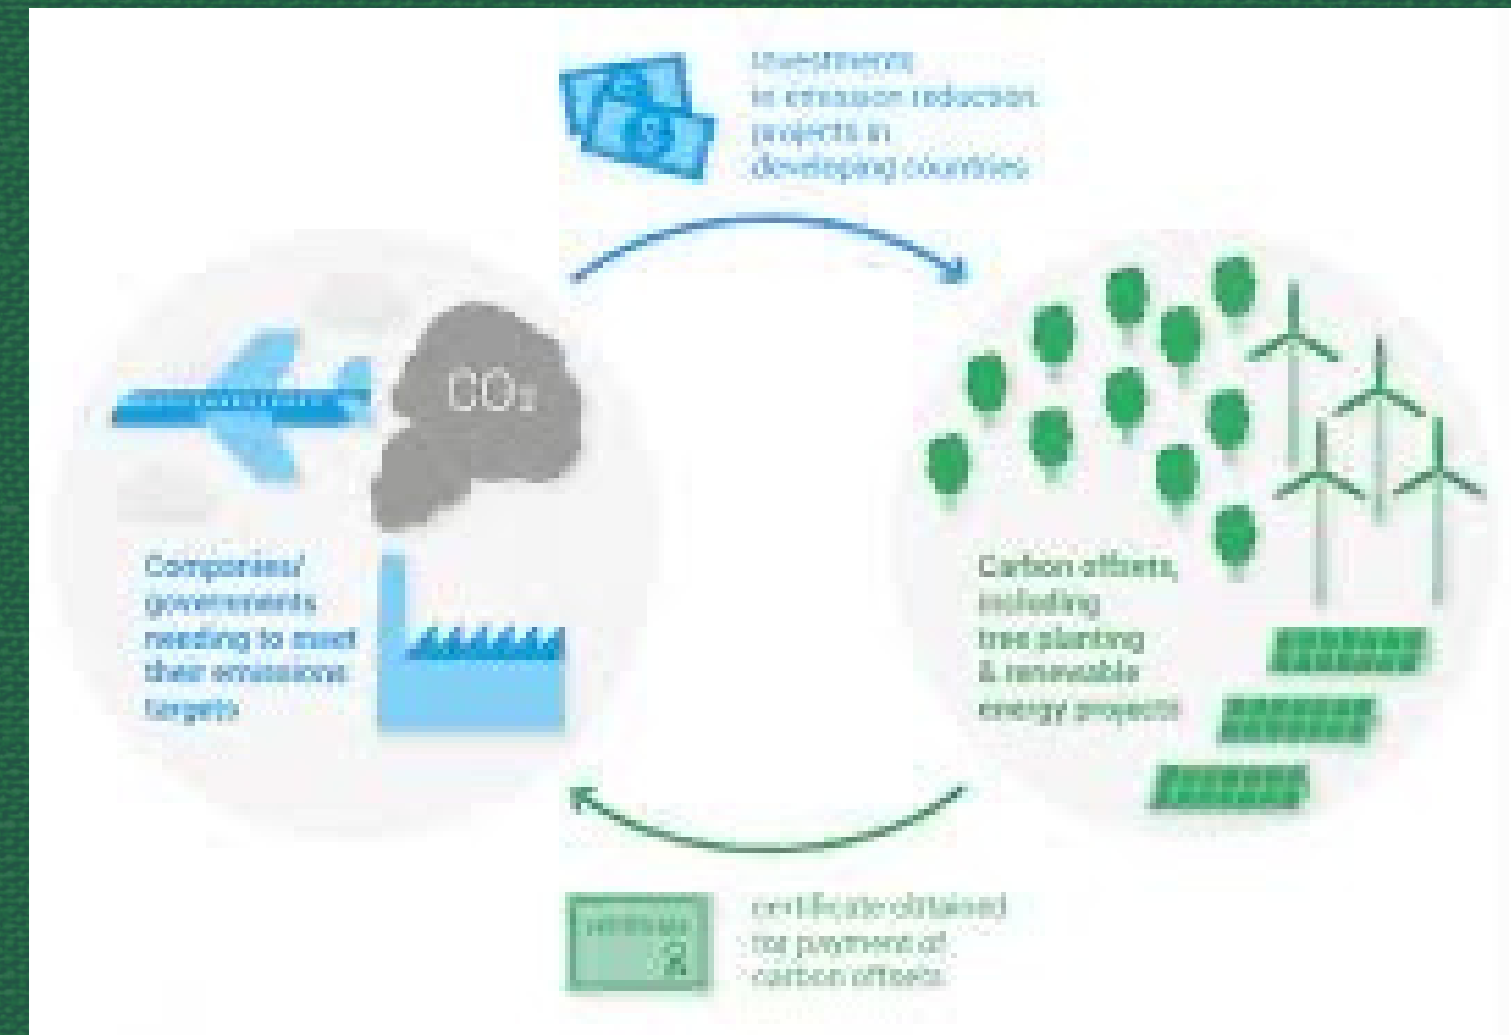 Investments
in emission reduction
projects in
developing countries
CO₂
Companies/
governments
needing to meet
their emissions
targets
Carbon offsets,
including
tree planting
& renewable
energy projects
certificate obtained
for payment of
carbon offsets